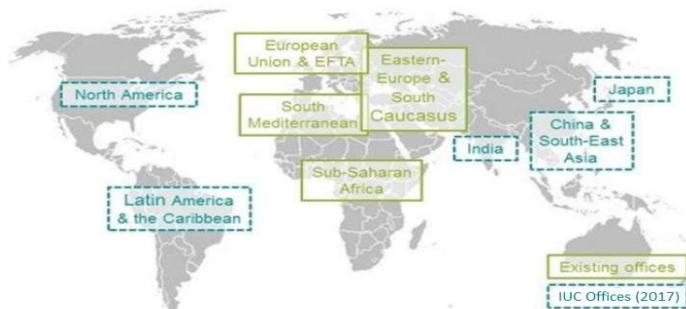 European
Union & EFTA
Eastern-
Europe &
South
Caucasus
North America
South
Mediterranean
Japan
China &
South-East
Asia
India
Sub-Saharan
Africa
Latin America
& the Caribbean
Existing offices
IUC Offices (2017)